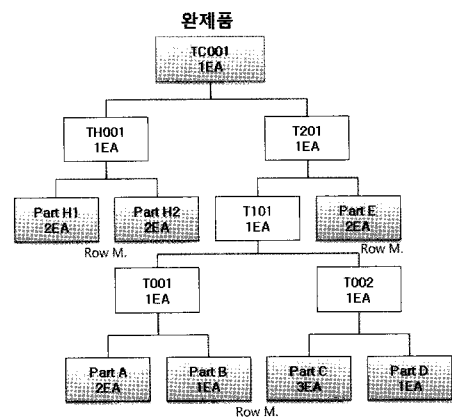 완제품
TC001
1EA
TH001
1EA
T201
1EA
Part H1
2EA
Part H2
2EA
T101
1EA
Part E
2EA
Row M.
Row M.
T001
1EA
T002
1EA
Part A
2EA
Part B
1EA
Part C
3EA
Part D
1EA
Row M.